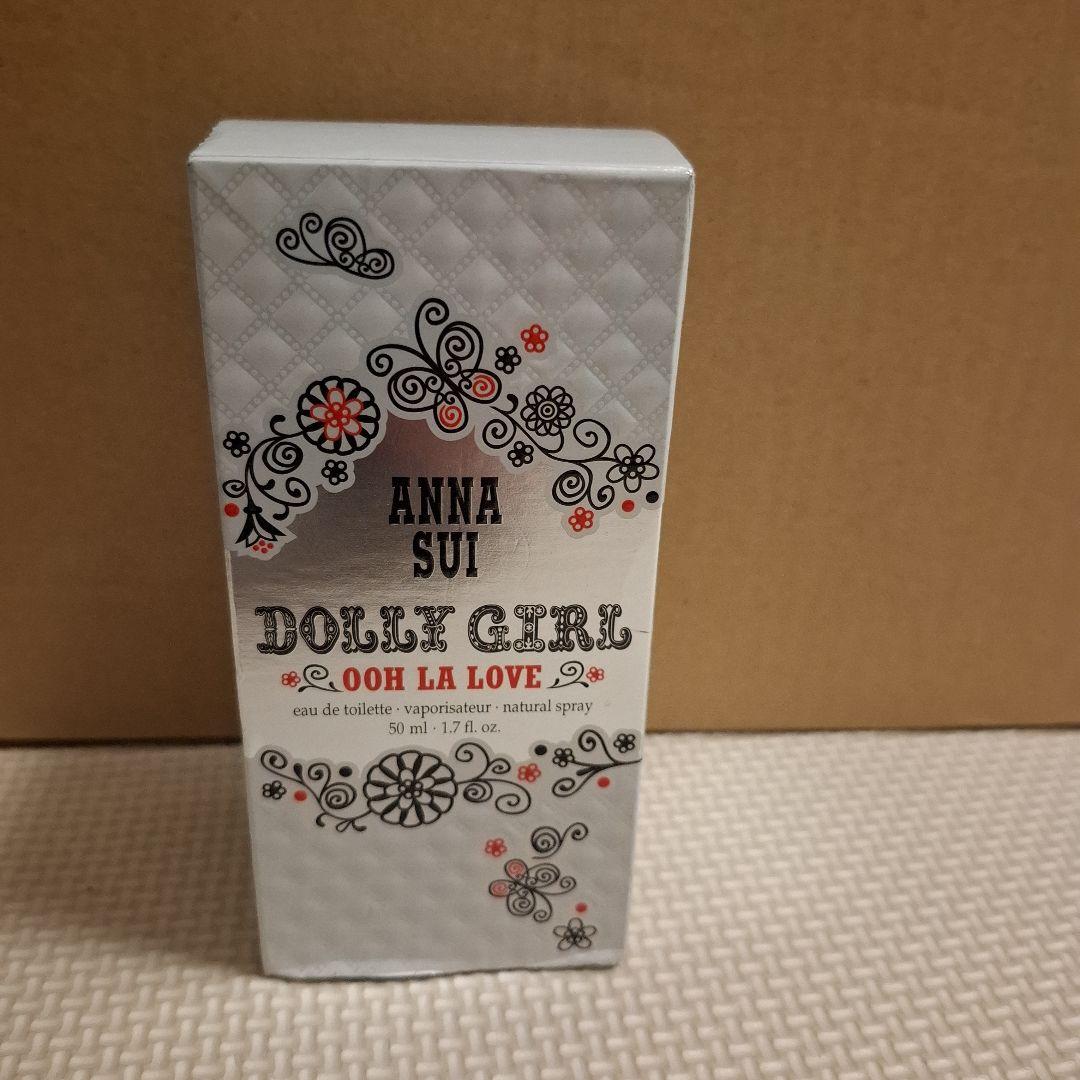 ANNA
SUI
DOLLY GIRL
OOH LA LOVE
eau de toilette · vaporisateur · natural spray
50 ml · 1.7 fl. oz.